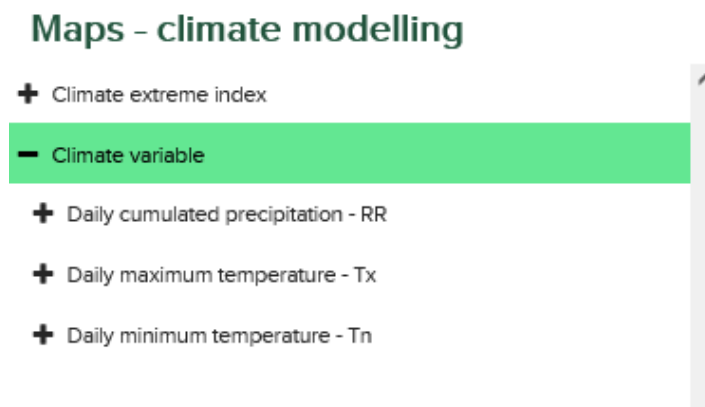 Maps - climate modelling
Climate extreme index
Climate variable
Daily cumulated precipitation - RR
Daily maximum temperature - Tx
Daily minimum temperature - Tn